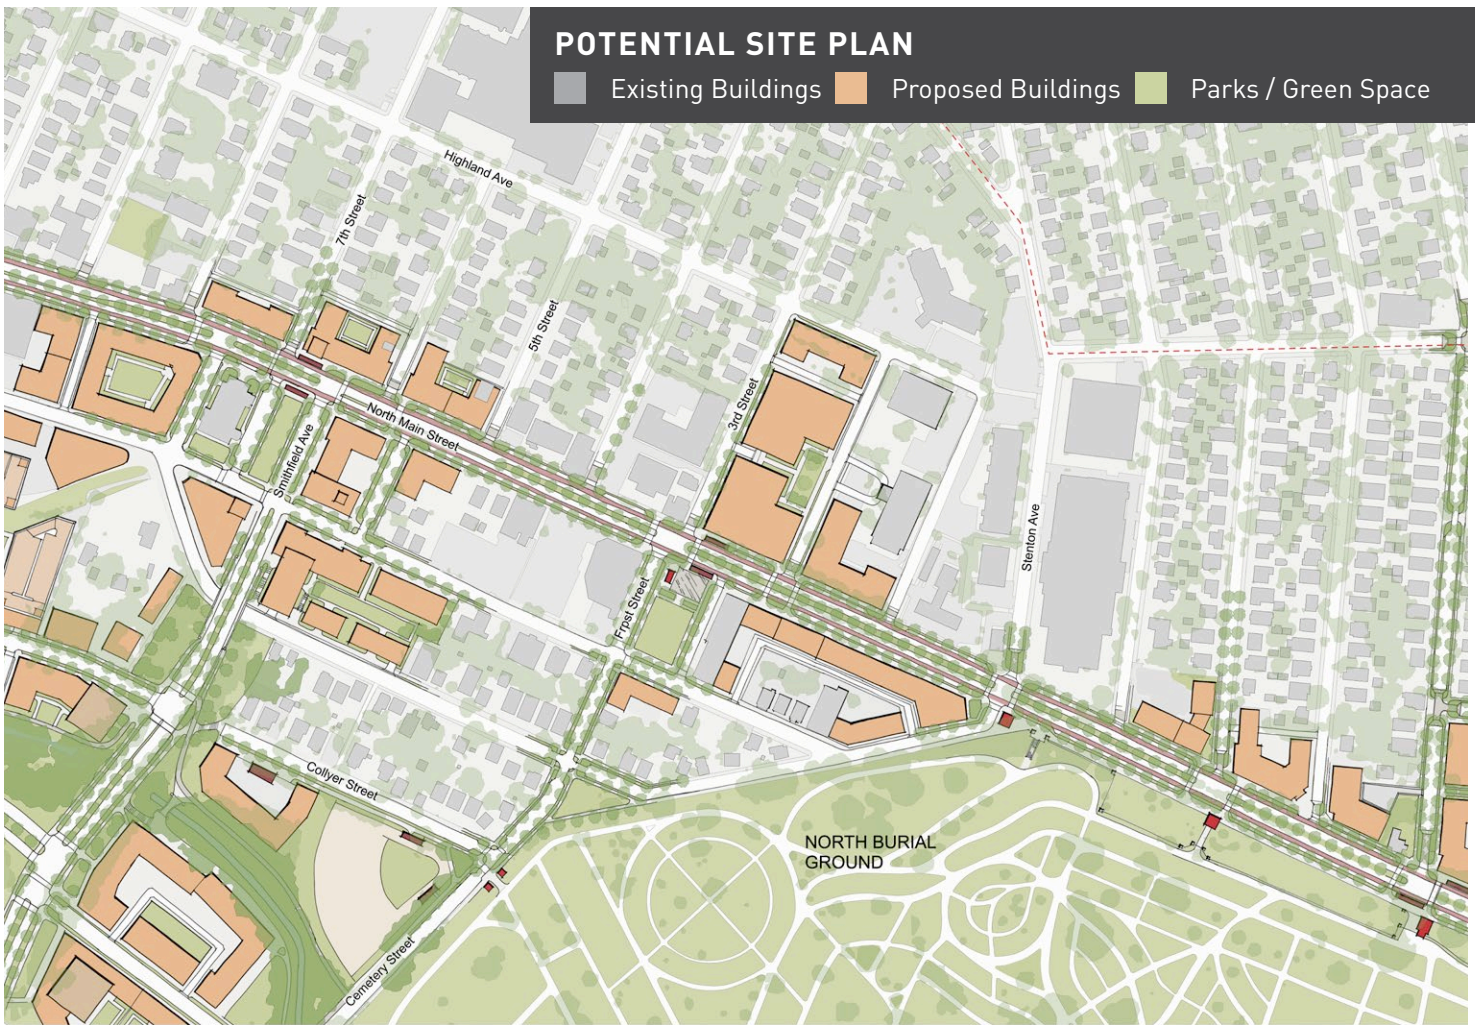 POTENTIAL SITE PLAN
Existing Buildings
Proposed Buildings
Parks / Green Space
Highland Ave
7th Street
5th Street
3rd Street
North Main Street
Smithfield Ave
Stenton Ave
Frpst Street
Collyer Street
NORTH BURIAL
GROUND
Cemetery Street